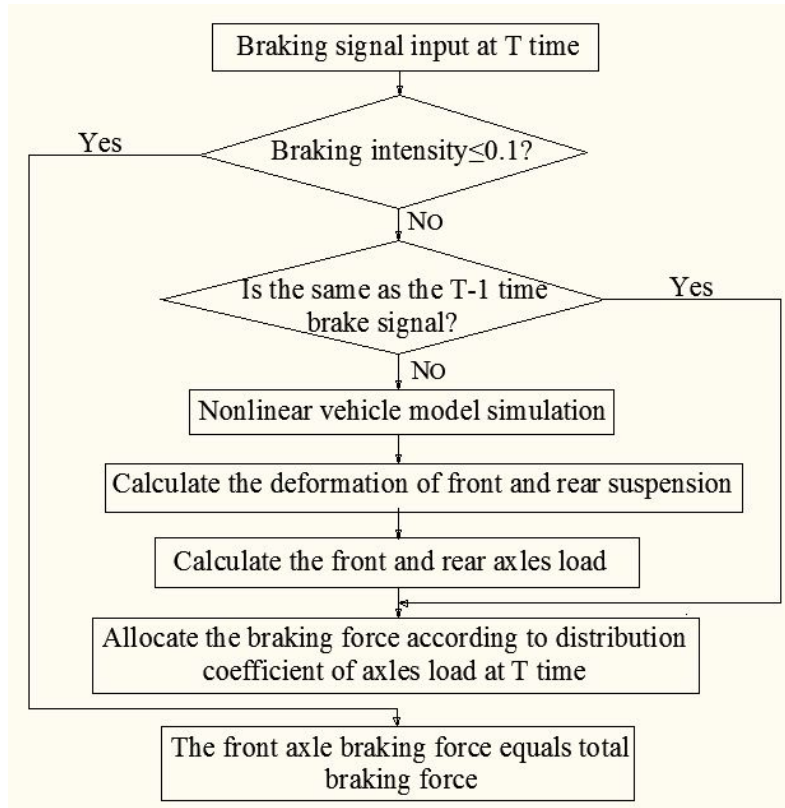 Braking signal input at T time
Braking intensity≤0.1?
Yes
No
Is the same as the T-1 time
brake signal?
Yes
No
Nonlinear vehicle model simulation
Calculate the deformation of front and rear suspension
Calculate the front and rear axles load
Allocate the braking force according to distribution
coefficient of axles load at T time
The front axle braking force equals total
braking force